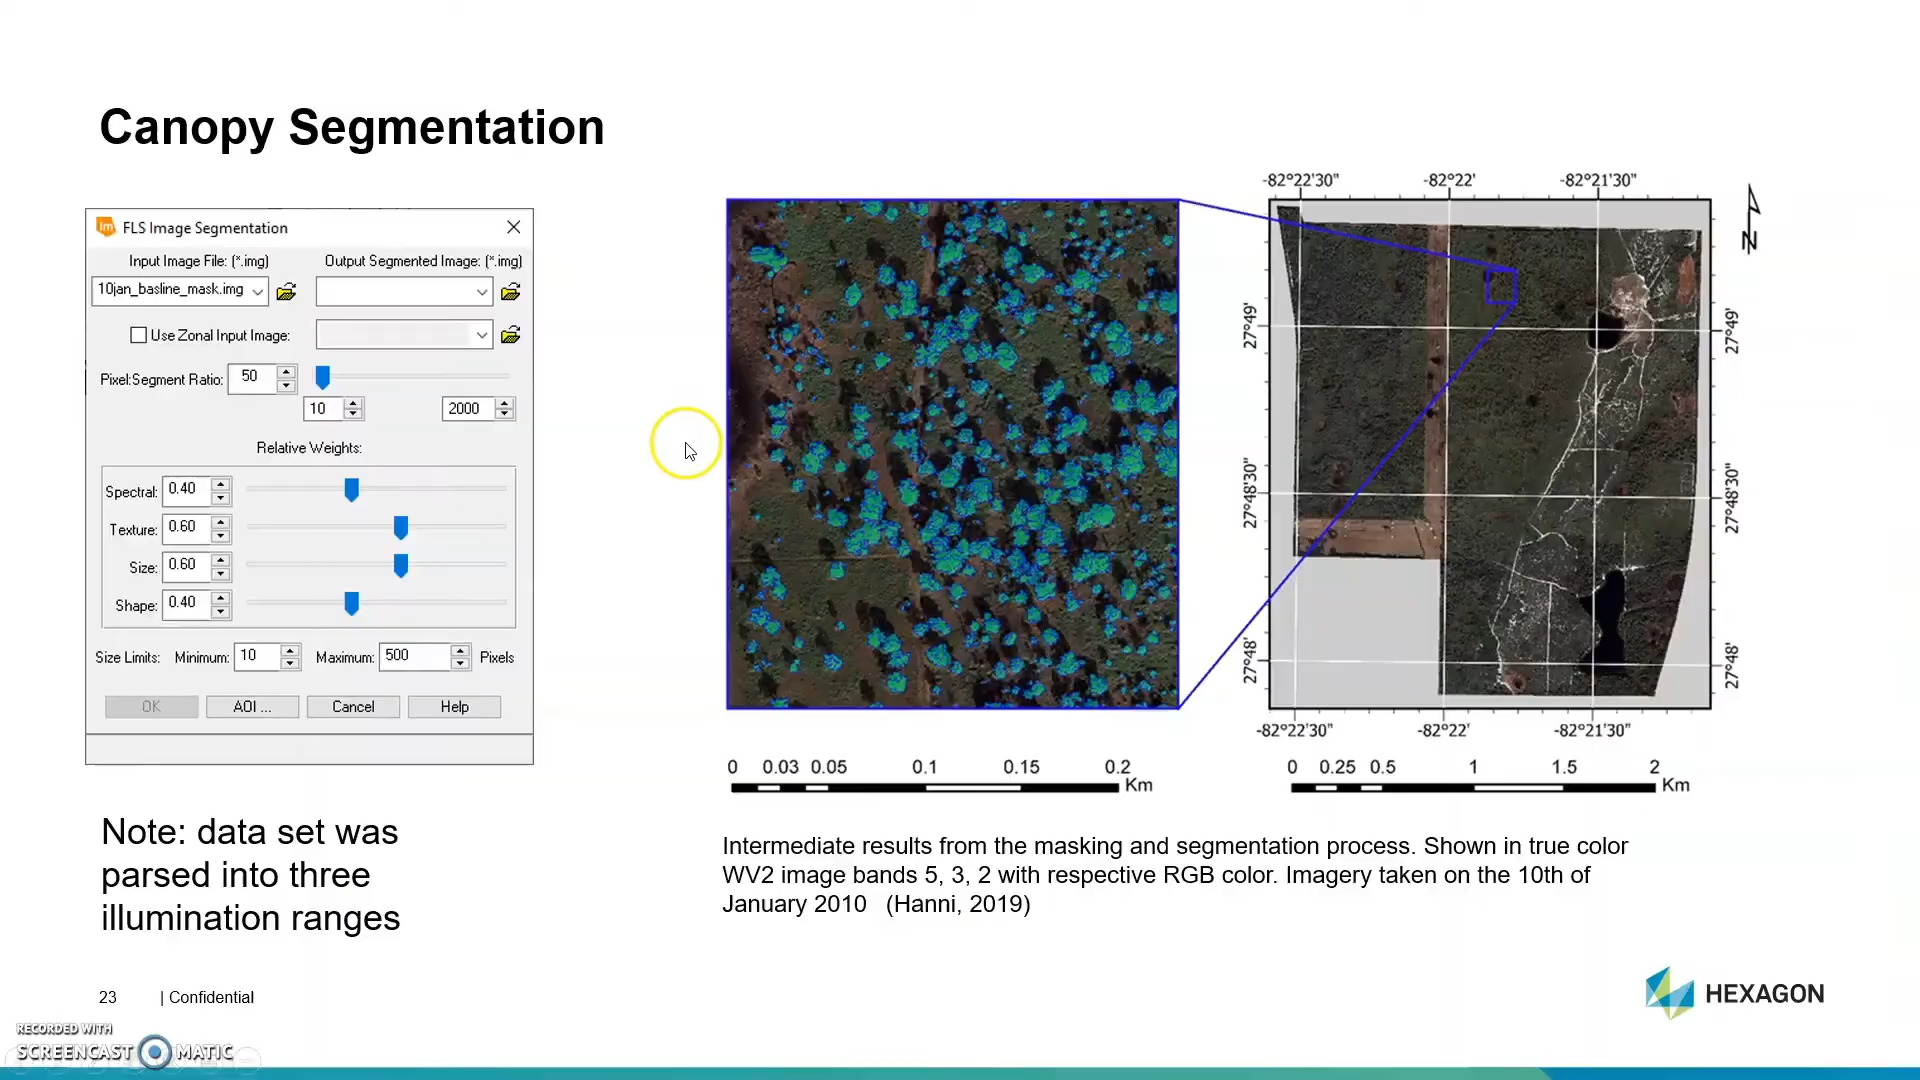 Canopy Segmentation
Im FLS Image Segmentation
Input Image File: (*.img) Output Segmented Image: (*.img)
10jan_basline_mask.img
Use Zonal Input Image:
Pixel:Segment Ratio: 50
10 2000
Relative Weights:
Spectral: 0.40
Texture: 0.60
Size: 0.60
Shape: 0.40
Size Limits: Minimum: 10 Maximum: 500 Pixels
OK AOI ... Cancel Help
Note: data set was
parsed into three
illumination ranges
-82°22'30" -82°22' -82°21'30"
N
27°49' 27°49'
27°48'30" 27°48'30"
27°48' 27°48'
-82°22'30" -82°22' -82°21'30"
0 0.03 0.05 0.1 0.15 0.2
Km
0 0.25 0.5 1 1.5 2
Km
Intermediate results from the masking and segmentation process. Shown in true color
WV2 image bands 5, 3, 2 with respective RGB color. Imagery taken on the 10th of
January 2010 (Hanni, 2019)
23 | Confidential
HEXAGON
RECORDED WITH
SCREENCAST MATIC